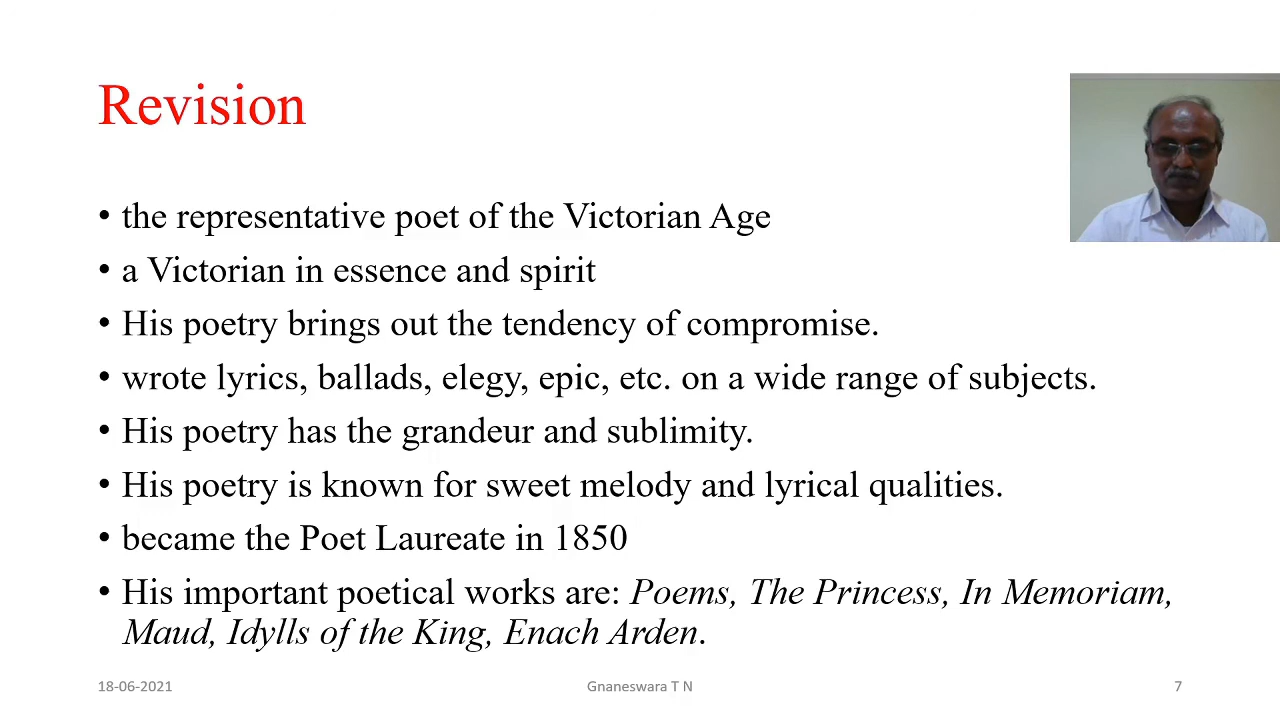 Revision
• the representative poet of the Victorian Age
• a Victorian in essence and spirit
• His poetry brings out the tendency of compromise.
• wrote lyrics, ballads, elegy, epic, etc. on a wide range of subjects.
• His poetry has the grandeur and sublimity.
• His poetry is known for sweet melody and lyrical qualities.
• became the Poet Laureate in 1850
• His important poetical works are: Poems, The Princess, In Memoriam,
Maud, Idylls of the King, Enach Arden.
18-06-2021
Gnaneswara T N
7